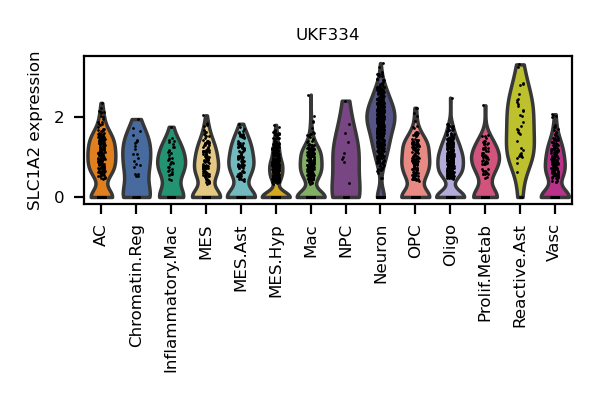 UKF334
SLC1A2 expression
2
0
AC
Chromatin.Reg
Inflammatory.Mac
MES
MES.Ast
MES.Hyp
Mac
NPC
Neuron
OPC
Oligo
Prolif.Metab
Reactive.Ast
Vasc